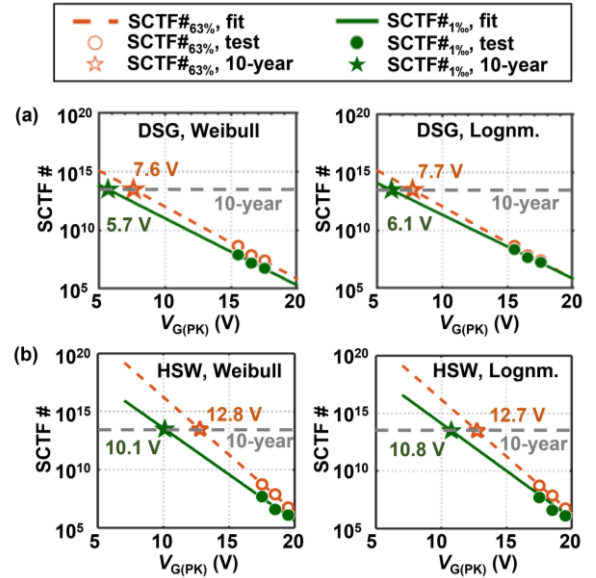 SCTF#63%, fit
SCTF#1‰, fit
SCTF#63%, test
SCTF#1‰, test
SCTF#63%, 10-year
SCTF#1‰, 10-year
(a)
DSG, Weibull
10^20
10^15
10^10
10^5
SCTF #
7.6 V
10-year
5.7 V
5 10 15 20
VG(PK) (V)
DSG, Lognm.
10^20
10^15
10^10
10^5
7.7 V
10-year
6.1 V
5 10 15 20
VG(PK) (V)
(b)
HSW, Weibull
10^20
10^15
10^10
10^5
SCTF #
12.8 V
10-year
10.1 V
5 10 15 20
VG(PK) (V)
HSW, Lognm.
10^20
10^15
10^10
10^5
12.7 V
10-year
10.8 V
5 10 15 20
VG(PK) (V)